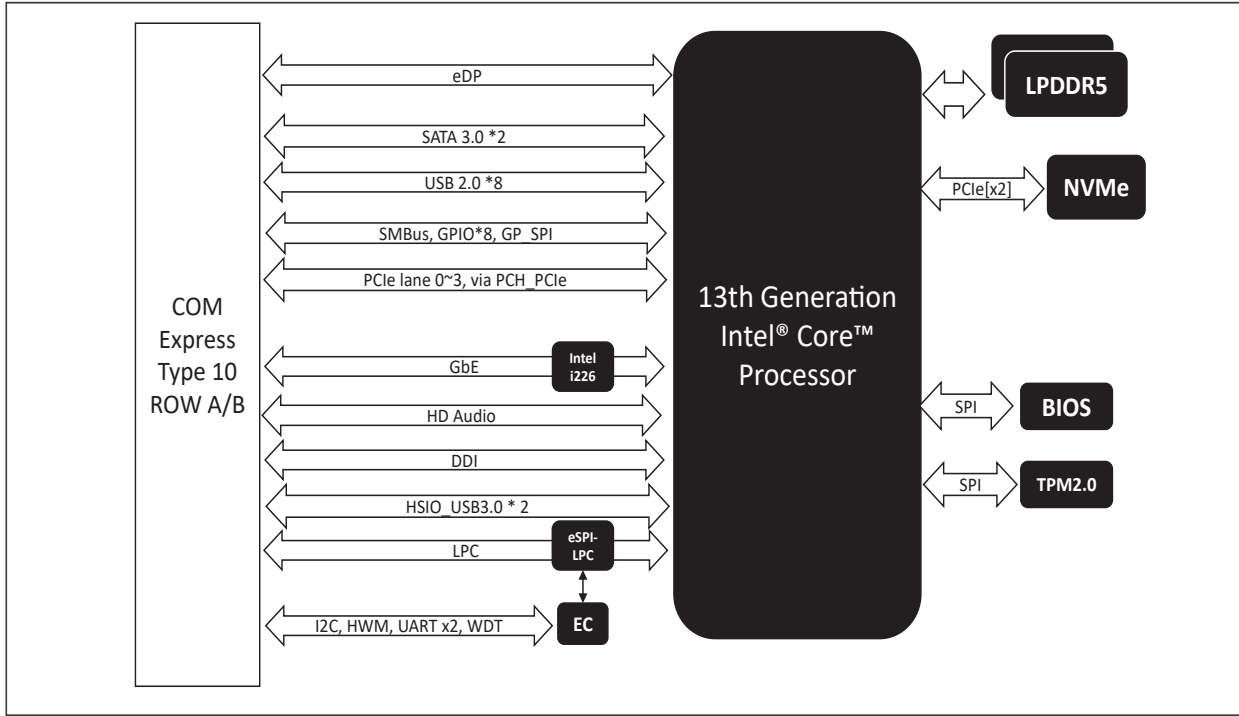 COM
Express
Type 10
ROW A/B
eDP
SATA 3.0 *2
USB 2.0 *8
SMBus, GPIO*8, GP_SPI
PCIe lane 0~3, via PCH_PCIe
GbE
Intel
i226
HD Audio
DDI
HSIO_USB3.0 * 2
LPC
eSPI-
LPC
I2C, HWM, UART x2, WDT
EC
13th Generation
Intel® Core™
Processor
LPDDR5
PCIe[x2]
NVMe
SPI
BIOS
SPI
TPM2.0